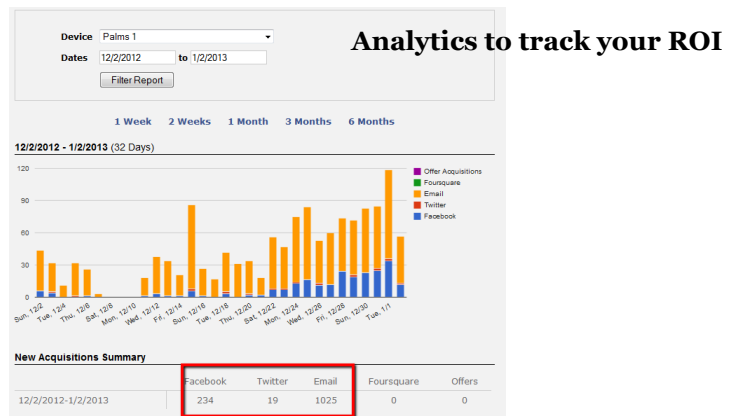 Device Palms 1
Analytics to track your ROI
Dates 12/2/2012 to 1/2/2013
Filter Report
1 Week 2 Weeks 1 Month 3 Months 6 Months
12/2/2012 - 1/2/2013 (32 Days)
120
90
60
30
0
Offer Acquisitions
Foursquare
Email
Twitter
Facebook
Sun, 12/2 Tue, 12/4 Thu, 12/6 Sat, 12/8 Mon, 12/10 Wed, 12/12 Fri, 12/14 Sun, 12/16 Tue, 12/18 Thu, 12/20 Sat, 12/22 Mon, 12/24 Wed, 12/26 Fri, 12/28 Sun, 12/30 Tue, 1/1
New Acquisitions Summary
Facebook Twitter Email Foursquare Offers
12/2/2012-1/2/2013 234 19 1025 0 0